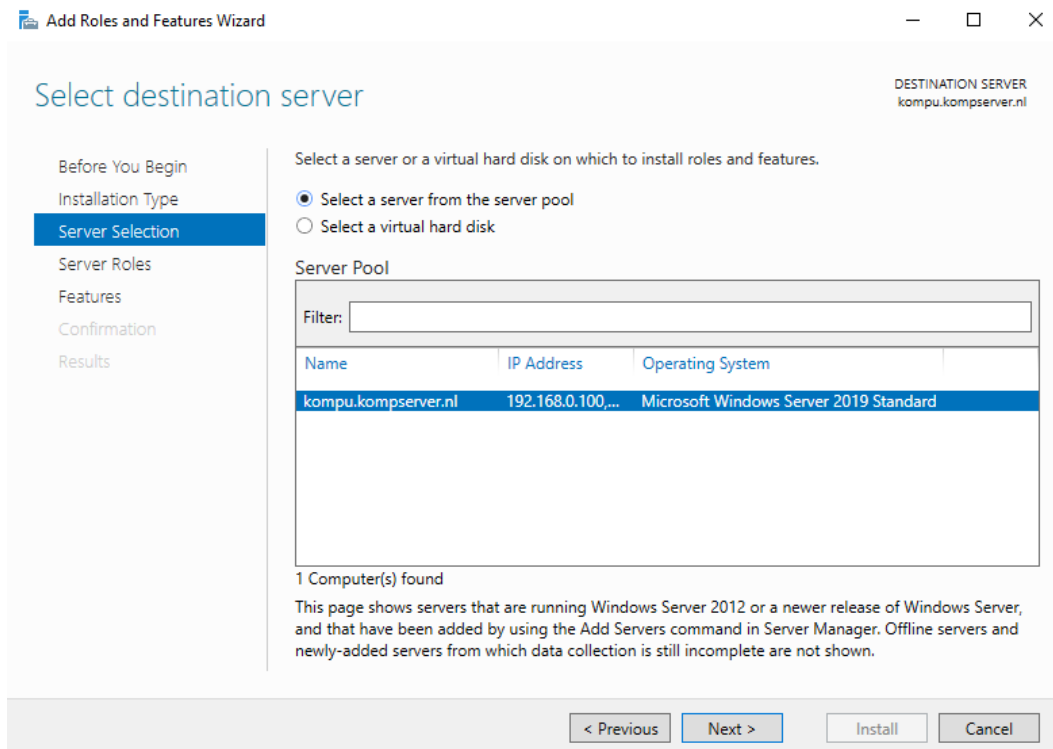 Add Roles and Features Wizard
Select destination server
DESTINATION SERVER
kompu.kompserver.nl
Before You Begin
Installation Type
Server Selection
Server Roles
Features
Confirmation
Results
Select a server or a virtual hard disk on which to install roles and features.
Select a server from the server pool
Select a virtual hard disk
Server Pool
Filter:
Name IP Address Operating System
kompu.kompserver.nl 192.168.0.100,... Microsoft Windows Server 2019 Standard
1 Computer(s) found
This page shows servers that are running Windows Server 2012 or a newer release of Windows Server,
and that have been added by using the Add Servers command in Server Manager. Offline servers and
newly-added servers from which data collection is still incomplete are not shown.
< Previous Next > Install Cancel